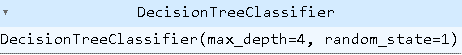 DecisionTreeClassifier
DecisionTreeClassifier(max_depth=4, random_state=1)